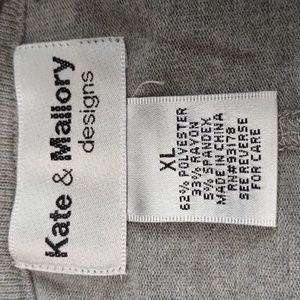 Kate & Mallory
designs
XL
62% POLYESTER
33% RAYON
5% SPANDEX
MADE IN CHINA
RN#93178
SEE REVERSE
FOR CARE